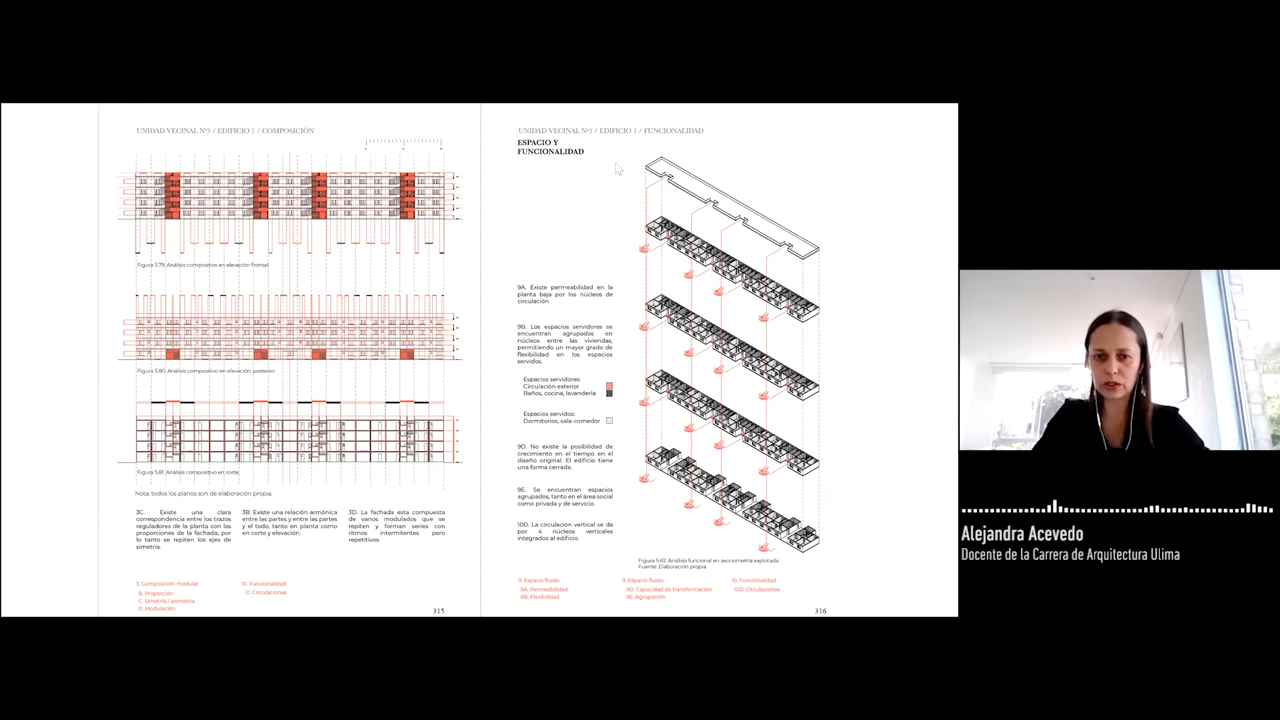 UNIDAD VECINAL Nº3 / EDIFICIO 1 / COMPOSICIÓN
Figura 5.79. Análisis compositivo en elevación frontal.
Figura 5.80. Análisis compositivo en elevación posterior.
Figura 5.81. Análisis compositivo en corte.
Nota: todos los planos son de elaboración propia.
3C. Existe una clara
correspondencia entre los trazos
reguladores de la planta con las
proporciones de la fachada, por
lo tanto se repiten los ejes de
simetría.
3B. Existe una relación armónica
entre las partes y entre las partes
y el todo, tanto en planta como
en corte y elevación.
3D. La fachada esta compuesta
de vanos modulados que se
repiten y forman series con
ritmos intermitentes pero
repetitivos.
3. Composición modular
B. Proporción
C. Simetría / asimetría
D. Modulación
10. Funcionalidad
D. Circulaciones
315
UNIDAD VECINAL Nº3 / EDIFICIO 1 / FUNCIONALIDAD
ESPACIO Y
FUNCIONALIDAD
9A. Existe permeabilidad en la
planta baja por los núcleos de
circulación
9B. Los espacios servidores se
encuentran agrupados en
núcleos entre las viviendas,
permitiendo un mayor grado de
flexibilidad en los espacios
servidos.
Espacios servidores:
Circulación exterior
Baños, cocina, lavandería
Espacios servidos:
Dormitorios, sala-comedor
9D. No existe la posibilidad de
crecimiento en el tiempo en el
diseño original. El edificio tiene
una forma cerrada.
9E. Se encuentran espacios
agrupados, tanto en el área social
como privada y de servicio.
10D. La circulación vertical se da
por 4 núcleos verticales
integrados al edificio.
Figura 5.82. Análisis funcional en axonometría explotada
Fuente: Elaboración propia.
9. Espacio fluido
9A. Permeabilidad
9B. Flexibilidad
9. Espacio fluido
9D. Capacidad de transformación
9E. Agrupación
10. Funcionalidad
10D. Circulaciones
316
Alejandra Acevedo
Docente de la Carrera de Arquitectura Ulima